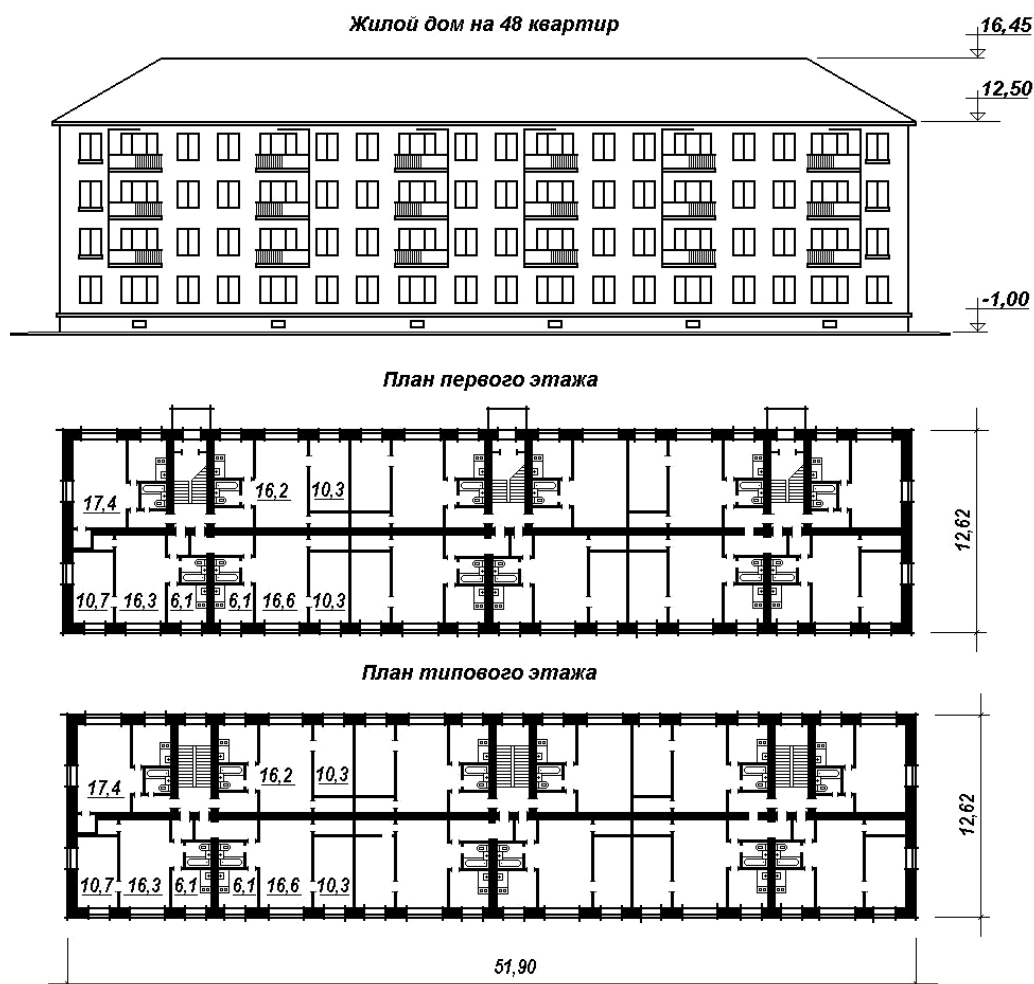 Жилой дом на 48 квартир
16,45
12,50
-1,00
План первого этажа
17,4
16,2
10,3
12,62
10,7 16,3 6,1 6,1 16,6 10,3
План типового этажа
17,4
16,2
10,3
12,62
10,7 16,3 6,1 6,1 16,6 10,3
51,90